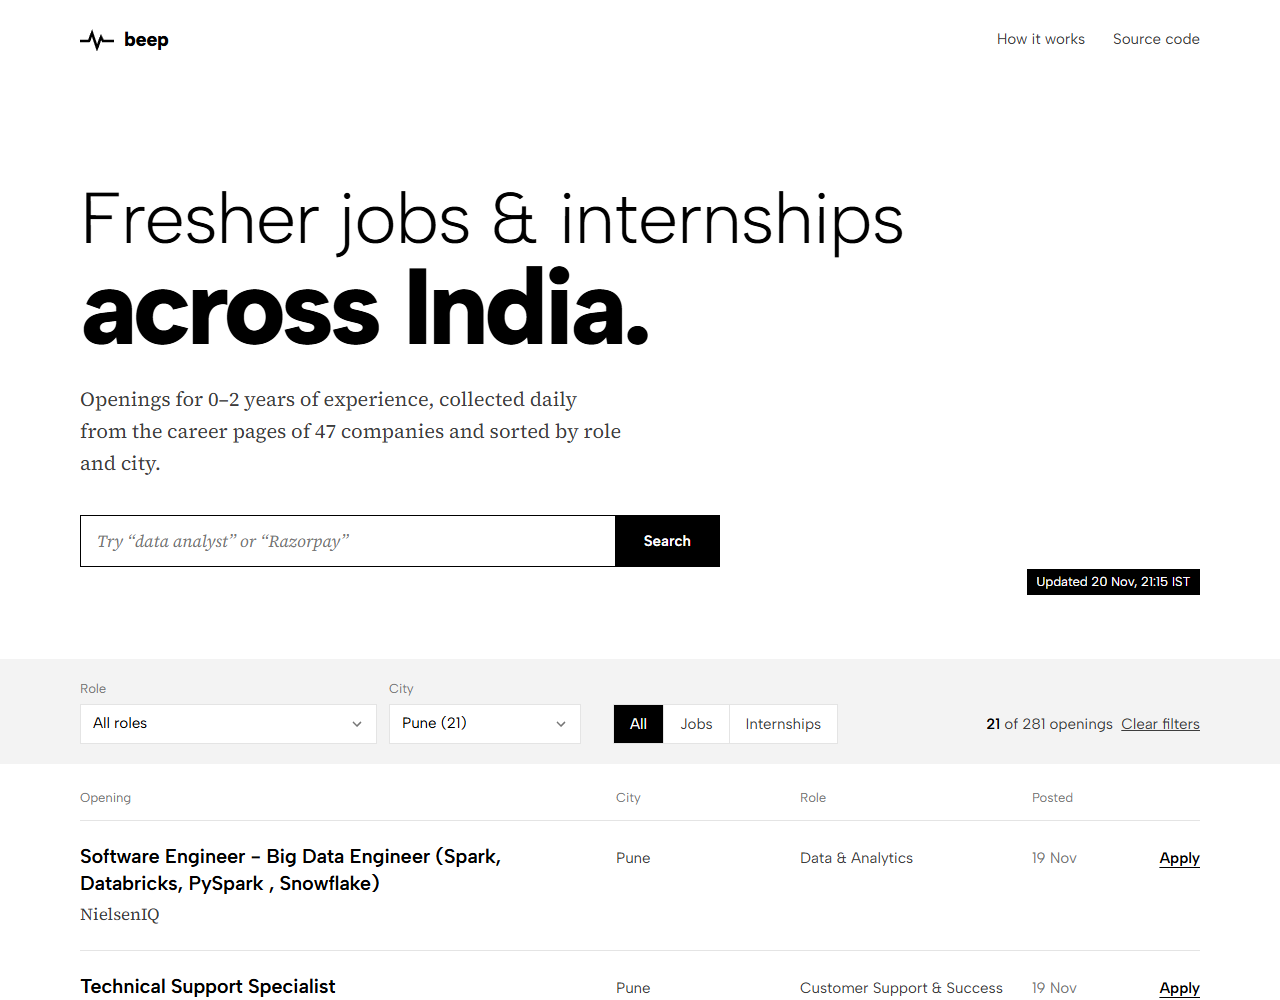 beep
How it works
Source code
Fresher jobs & internships
across India.
Openings for 0–2 years of experience, collected daily
from the career pages of 47 companies and sorted by role
and city.
Try “data analyst” or “Razorpay”
Search
Updated 20 Nov, 21:15 IST
Role
City
All roles
Pune (21)
All
Jobs
Internships
21 of 281 openings
Clear filters
Opening
City
Role
Posted
Software Engineer - Big Data Engineer (Spark,
Databricks, PySpark , Snowflake)
NielsenIQ
Pune
Data & Analytics
19 Nov
Apply
Technical Support Specialist
Pune
Customer Support & Success
19 Nov
Apply